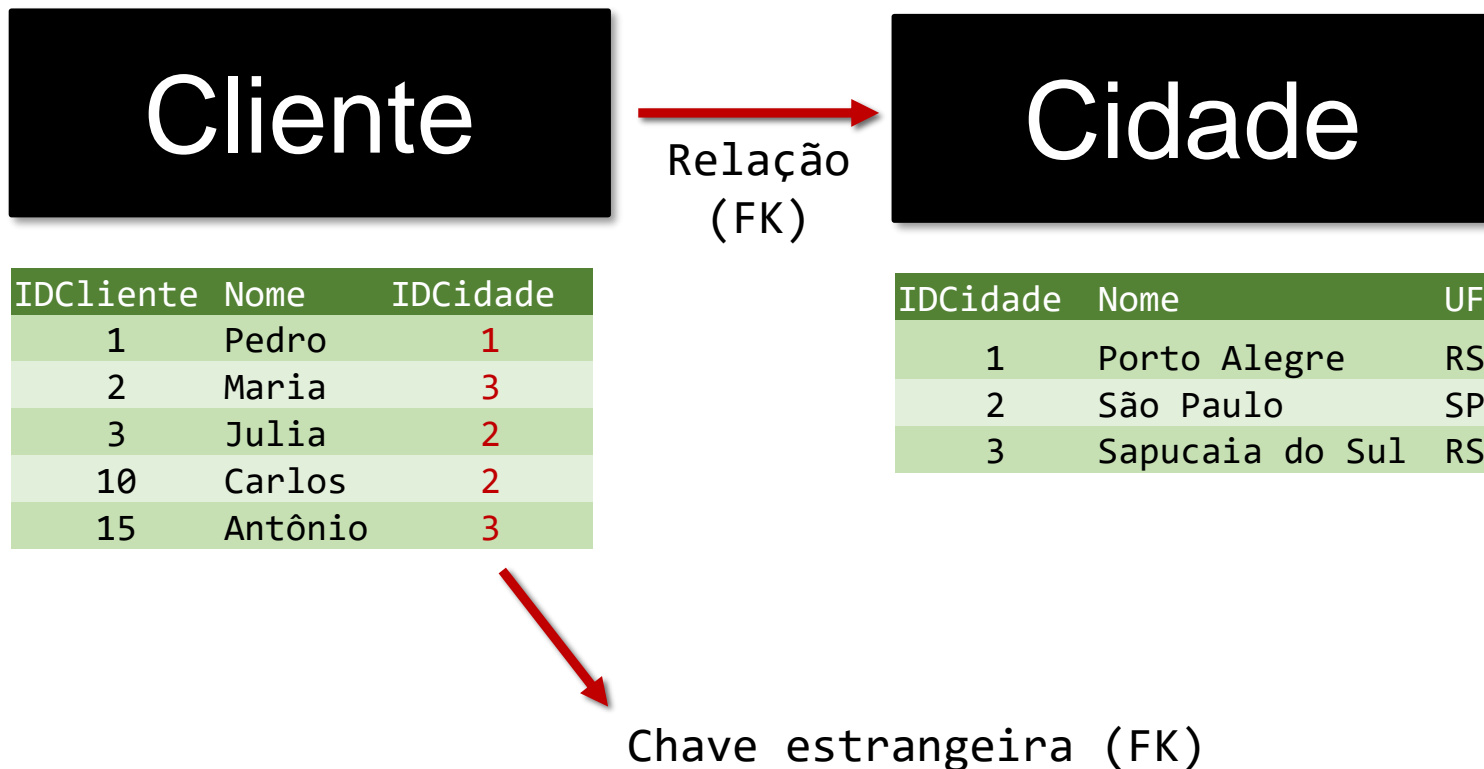 Cliente
Relação
(FK)
Cidade
IDCliente Nome IDCidade
1 Pedro 1
2 Maria 3
3 Julia 2
10 Carlos 2
15 Antônio 3
IDCidade Nome UF
1 Porto Alegre RS
2 São Paulo SP
3 Sapucaia do Sul RS
Chave estrangeira (FK)